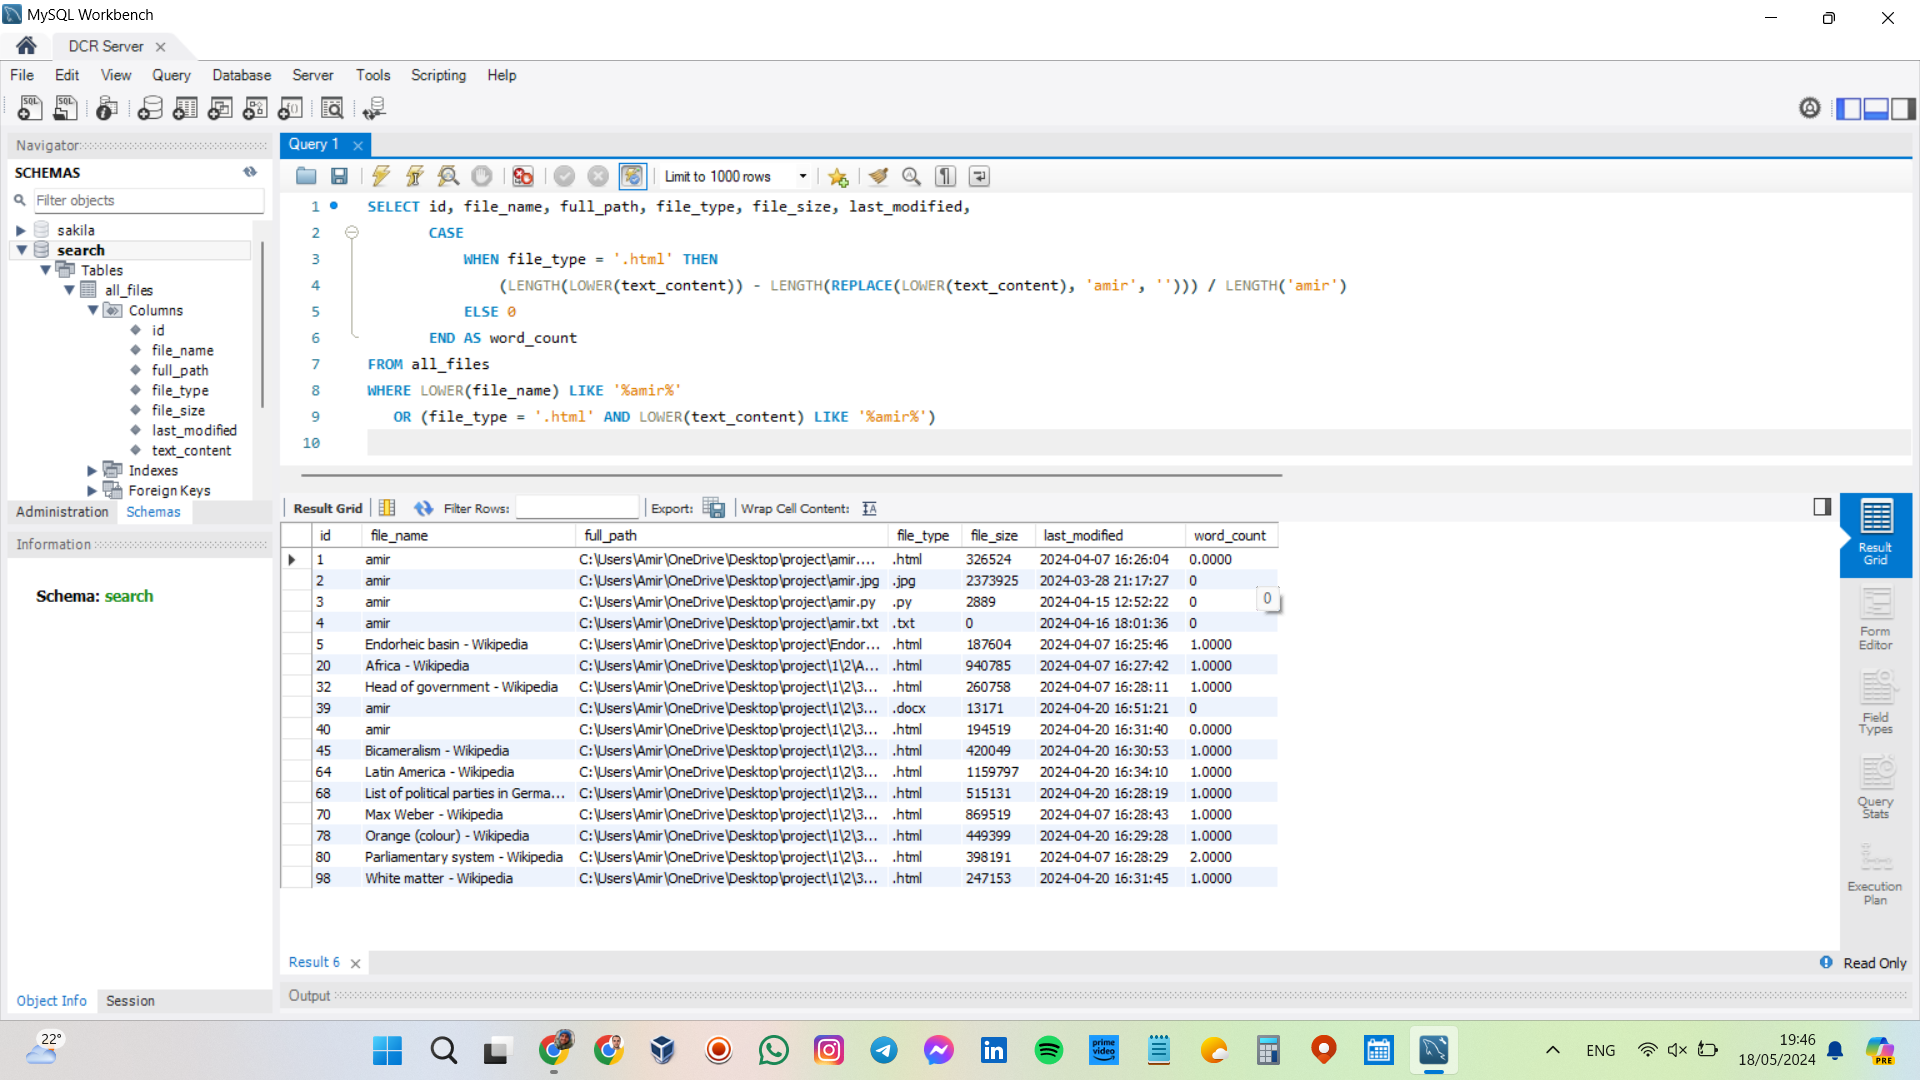 MySQL Workbench
DCR Server
File Edit View Query Database Server Tools Scripting Help
Navigator
SCHEMAS
Filter objects
sakila
search
Tables
all_files
Columns
id
file_name
full_path
file_type
file_size
last_modified
text_content
Indexes
Foreign Keys
Administration Schemas
Information
Schema: search
Object Info Session
Query 1
Limit to 1000 rows
1 SELECT id, file_name, full_path, file_type, file_size, last_modified,
2 CASE
3 WHEN file_type = '.html' THEN
4 (LENGTH(LOWER(text_content)) - LENGTH(REPLACE(LOWER(text_content), 'amir', ''))) / LENGTH('amir')
5 ELSE 0
6 END AS word_count
7 FROM all_files
8 WHERE LOWER(file_name) LIKE '%amir%'
9 OR (file_type = '.html' AND LOWER(text_content) LIKE '%amir%')
10
Result Grid Filter Rows: Export: Wrap Cell Content:
id file_name full_path file_type file_size last_modified word_count
1 amir C:\Users\Amir\OneDrive\Desktop\project\amir.... .html 326524 2024-04-07 16:26:04 0.0000
2 amir C:\Users\Amir\OneDrive\Desktop\project\amir.jpg .jpg 2373925 2024-03-28 21:17:27 0
3 amir C:\Users\Amir\OneDrive\Desktop\project\amir.py .py 2889 2024-04-15 12:52:22 0
0
4 amir C:\Users\Amir\OneDrive\Desktop\project\amir.txt .txt 0 2024-04-16 18:01:36 0
5 Endorheic basin - Wikipedia C:\Users\Amir\OneDrive\Desktop\project\Endor... .html 187604 2024-04-07 16:25:46 1.0000
20 Africa - Wikipedia C:\Users\Amir\OneDrive\Desktop\project\1\2\A... .html 940785 2024-04-07 16:27:42 1.0000
32 Head of government - Wikipedia C:\Users\Amir\OneDrive\Desktop\project\1\2\3... .html 260758 2024-04-07 16:28:11 1.0000
39 amir C:\Users\Amir\OneDrive\Desktop\project\1\2\3... .docx 13171 2024-04-20 16:51:21 0
40 amir C:\Users\Amir\OneDrive\Desktop\project\1\2\3... .html 194519 2024-04-20 16:31:40 0.0000
45 Bicameralism - Wikipedia C:\Users\Amir\OneDrive\Desktop\project\1\2\3... .html 420049 2024-04-20 16:30:53 1.0000
64 Latin America - Wikipedia C:\Users\Amir\OneDrive\Desktop\project\1\2\3... .html 1159797 2024-04-20 16:34:10 1.0000
68 List of political parties in Germa... C:\Users\Amir\OneDrive\Desktop\project\1\2\3... .html 515131 2024-04-20 16:28:19 1.0000
70 Max Weber - Wikipedia C:\Users\Amir\OneDrive\Desktop\project\1\2\3... .html 869519 2024-04-07 16:28:43 1.0000
78 Orange (colour) - Wikipedia C:\Users\Amir\OneDrive\Desktop\project\1\2\3... .html 449399 2024-04-20 16:29:28 1.0000
80 Parliamentary system - Wikipedia C:\Users\Amir\OneDrive\Desktop\project\1\2\3... .html 398191 2024-04-07 16:28:29 2.0000
98 White matter - Wikipedia C:\Users\Amir\OneDrive\Desktop\project\1\2\3... .html 247153 2024-04-20 16:31:45 1.0000
Result
Grid
Form
Editor
Field
Types
Query
Stats
Execution
Plan
Result 6
Read Only
Output
22°
prime
video
ENG
19:46
18/05/2024
PRE